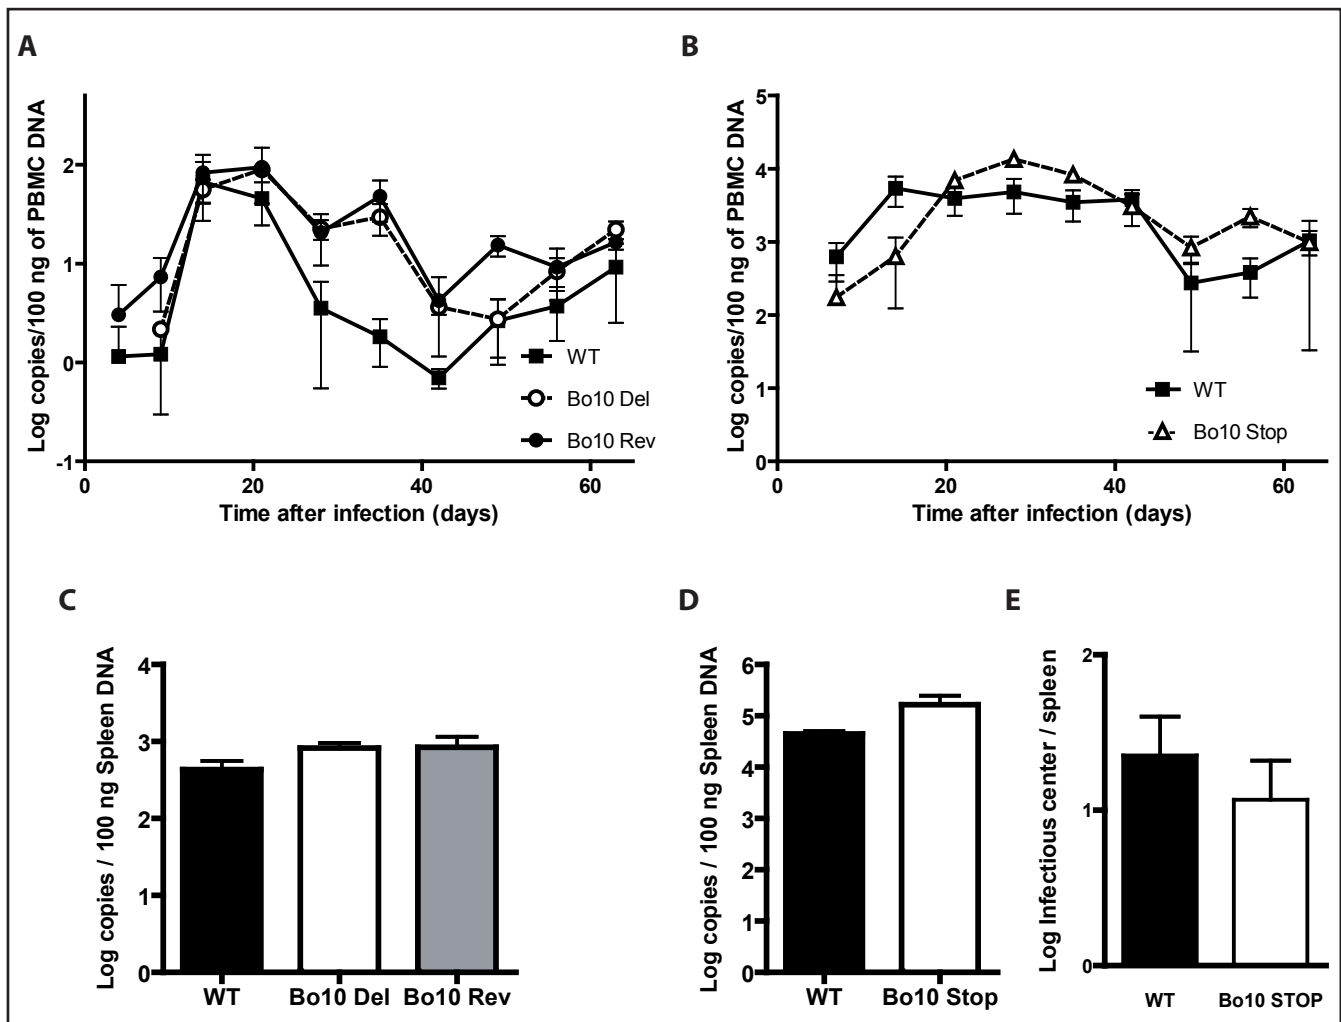 A
Log copies/100 ng of PBMC DNA
2
1
0
-1
0
20
40
60
Time after infection (days)
WT
Bo10 Del
Bo10 Rev
B
Log copies/100 ng of PBMC DNA
5
4
3
2
1
0
0
20
40
60
Time after infection (days)
WT
Bo10 Stop
C
Log copies / 100 ng Spleen DNA
4
3
2
1
0
WT
Bo10 Del
Bo10 Rev
D
Log copies / 100 ng Spleen DNA
6
5
4
3
2
1
0
WT
Bo10 Stop
E
Log Infectious center / spleen
2
1
0
WT
Bo10 STOP